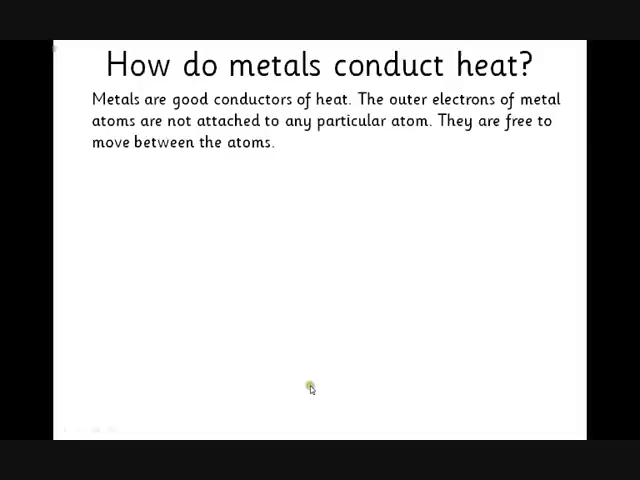 How do metals conduct heat?
Metals are good conductors of heat. The outer electrons of metal
atoms are not attached to any particular atom. They are free to
move between the atoms.